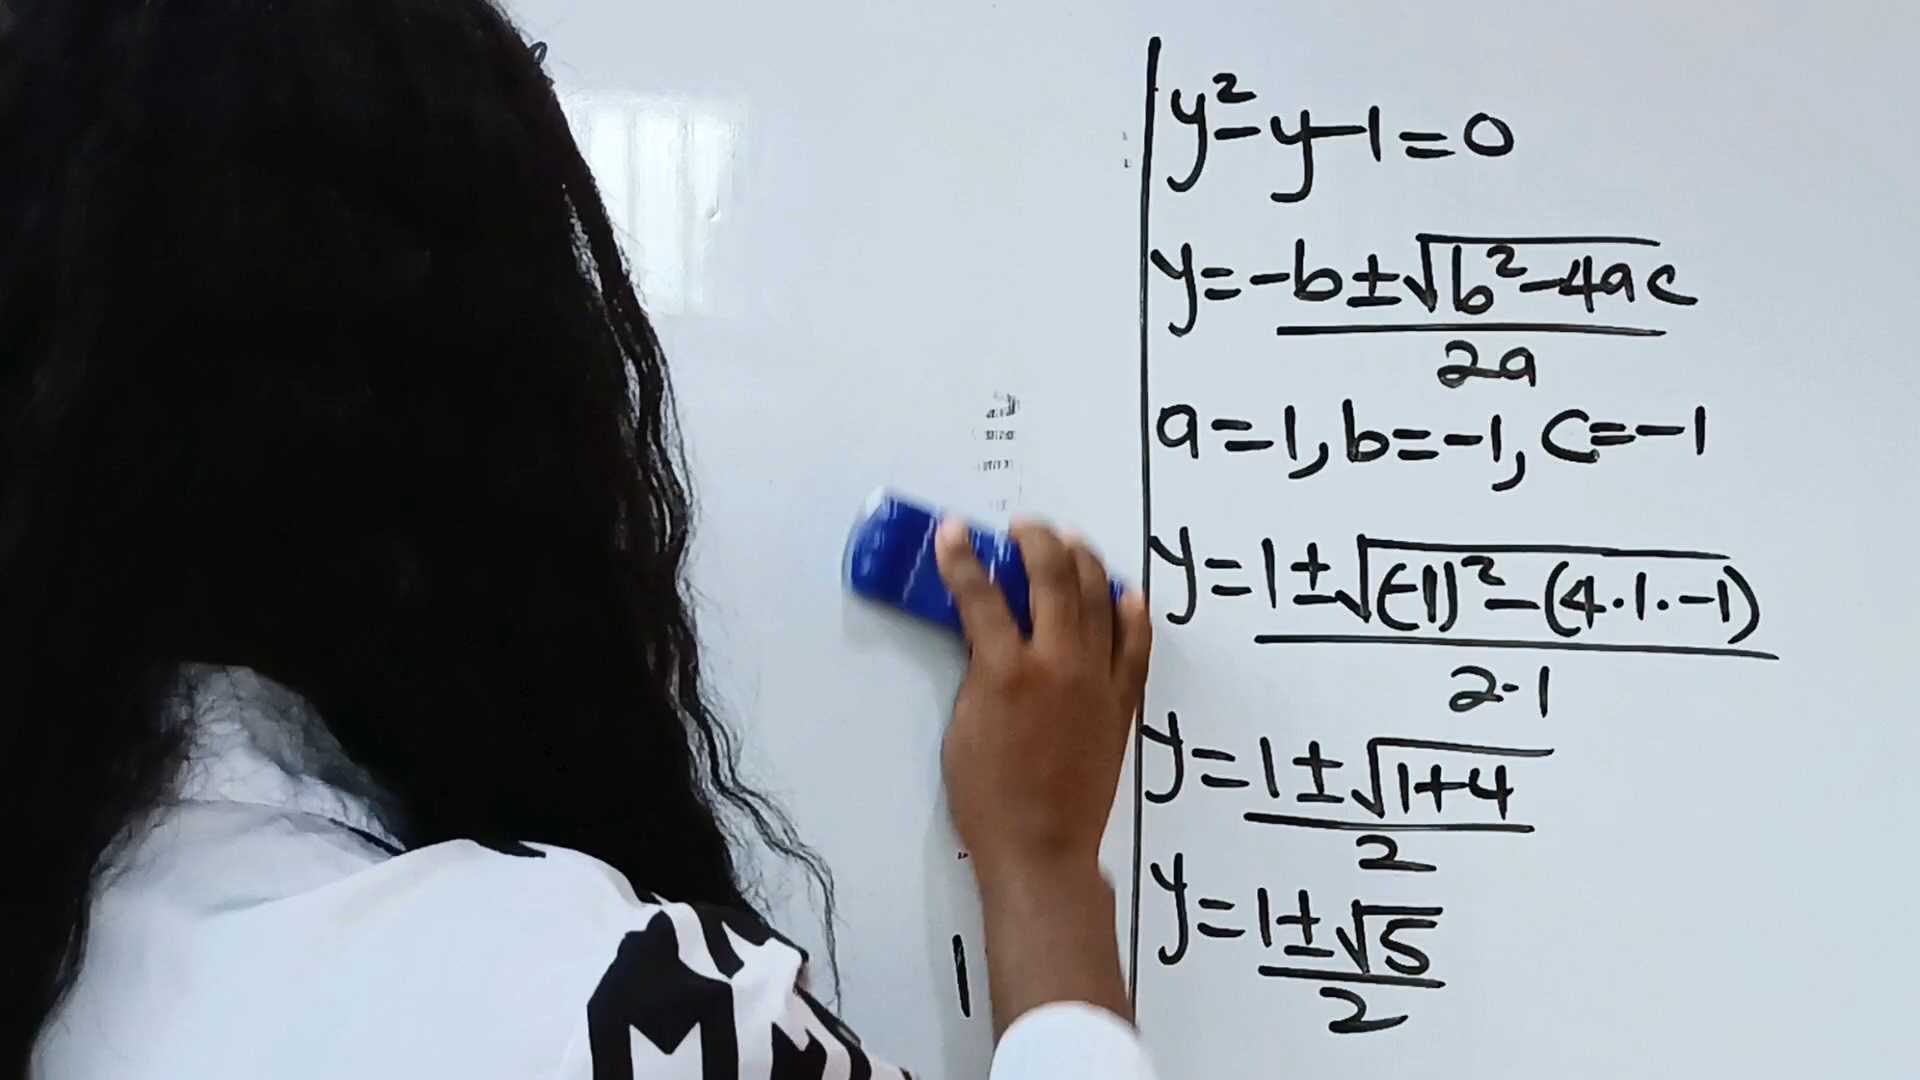 y²-y-1=0
y=-b±√b²-4ac
2a
a=1, b=-1, c=-1
y=1±√(-1)²-(4·1·-1)
2·1
y=1±√1+4
2
y=1±√5
2